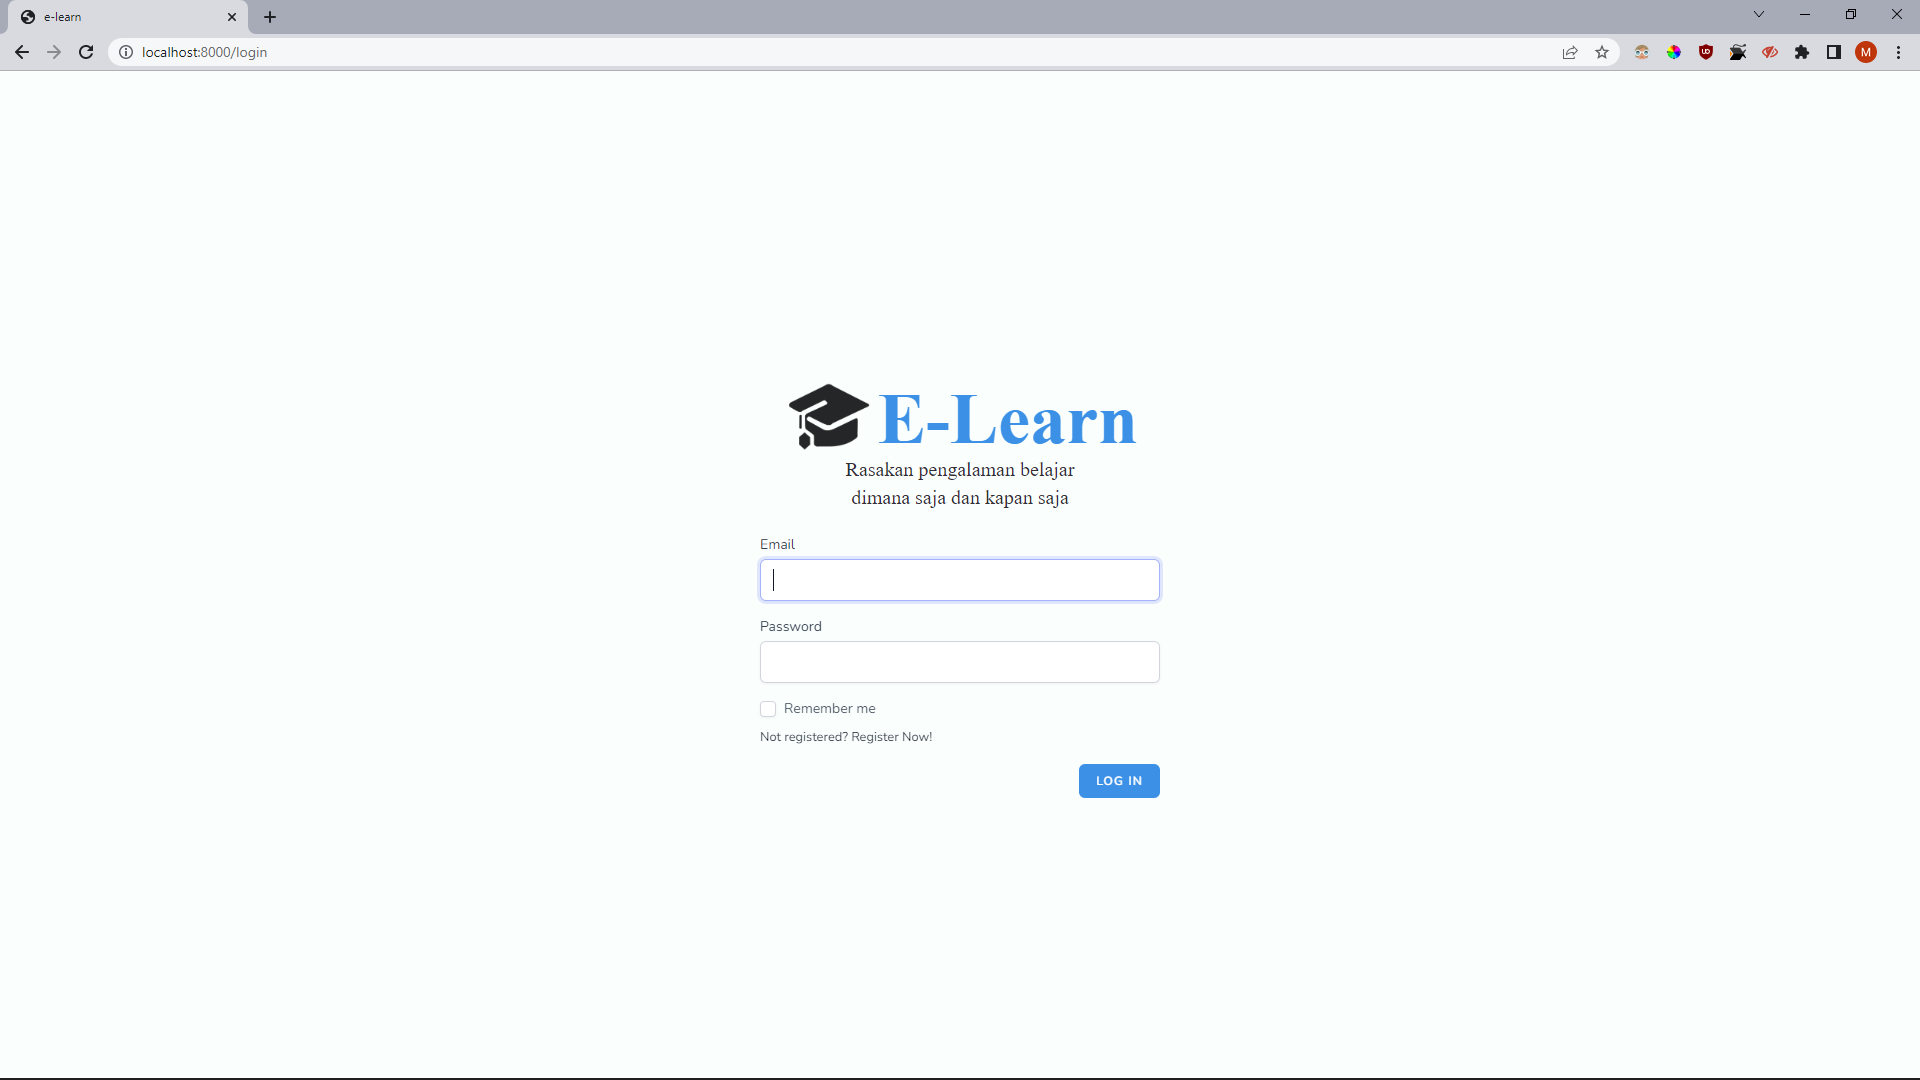 e-learn
localhost:8000/login
M
E-Learn
Rasakan pengalaman belajar
dimana saja dan kapan saja
Email
Password
Remember me
Not registered? Register Now!
LOG IN